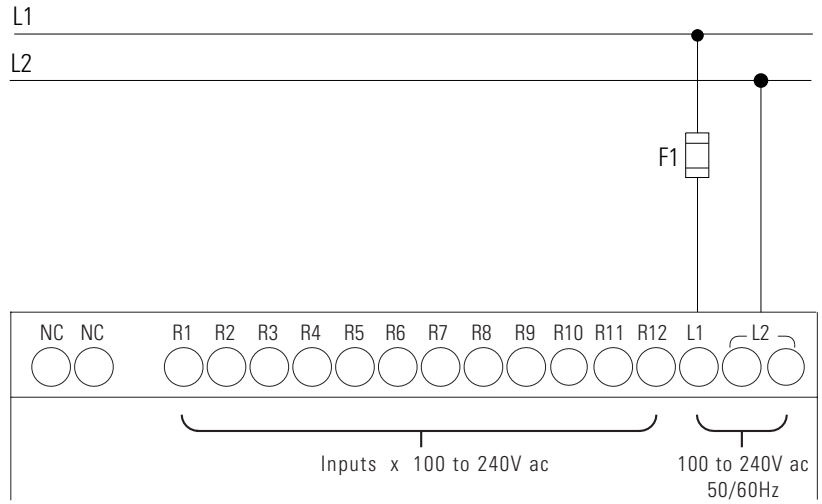 L1
L2
F1
NC NC R1 R2 R3 R4 R5 R6 R7 R8 R9 R10 R11 R12 L1 L2
Inputs x 100 to 240V ac
100 to 240V ac
50/60Hz